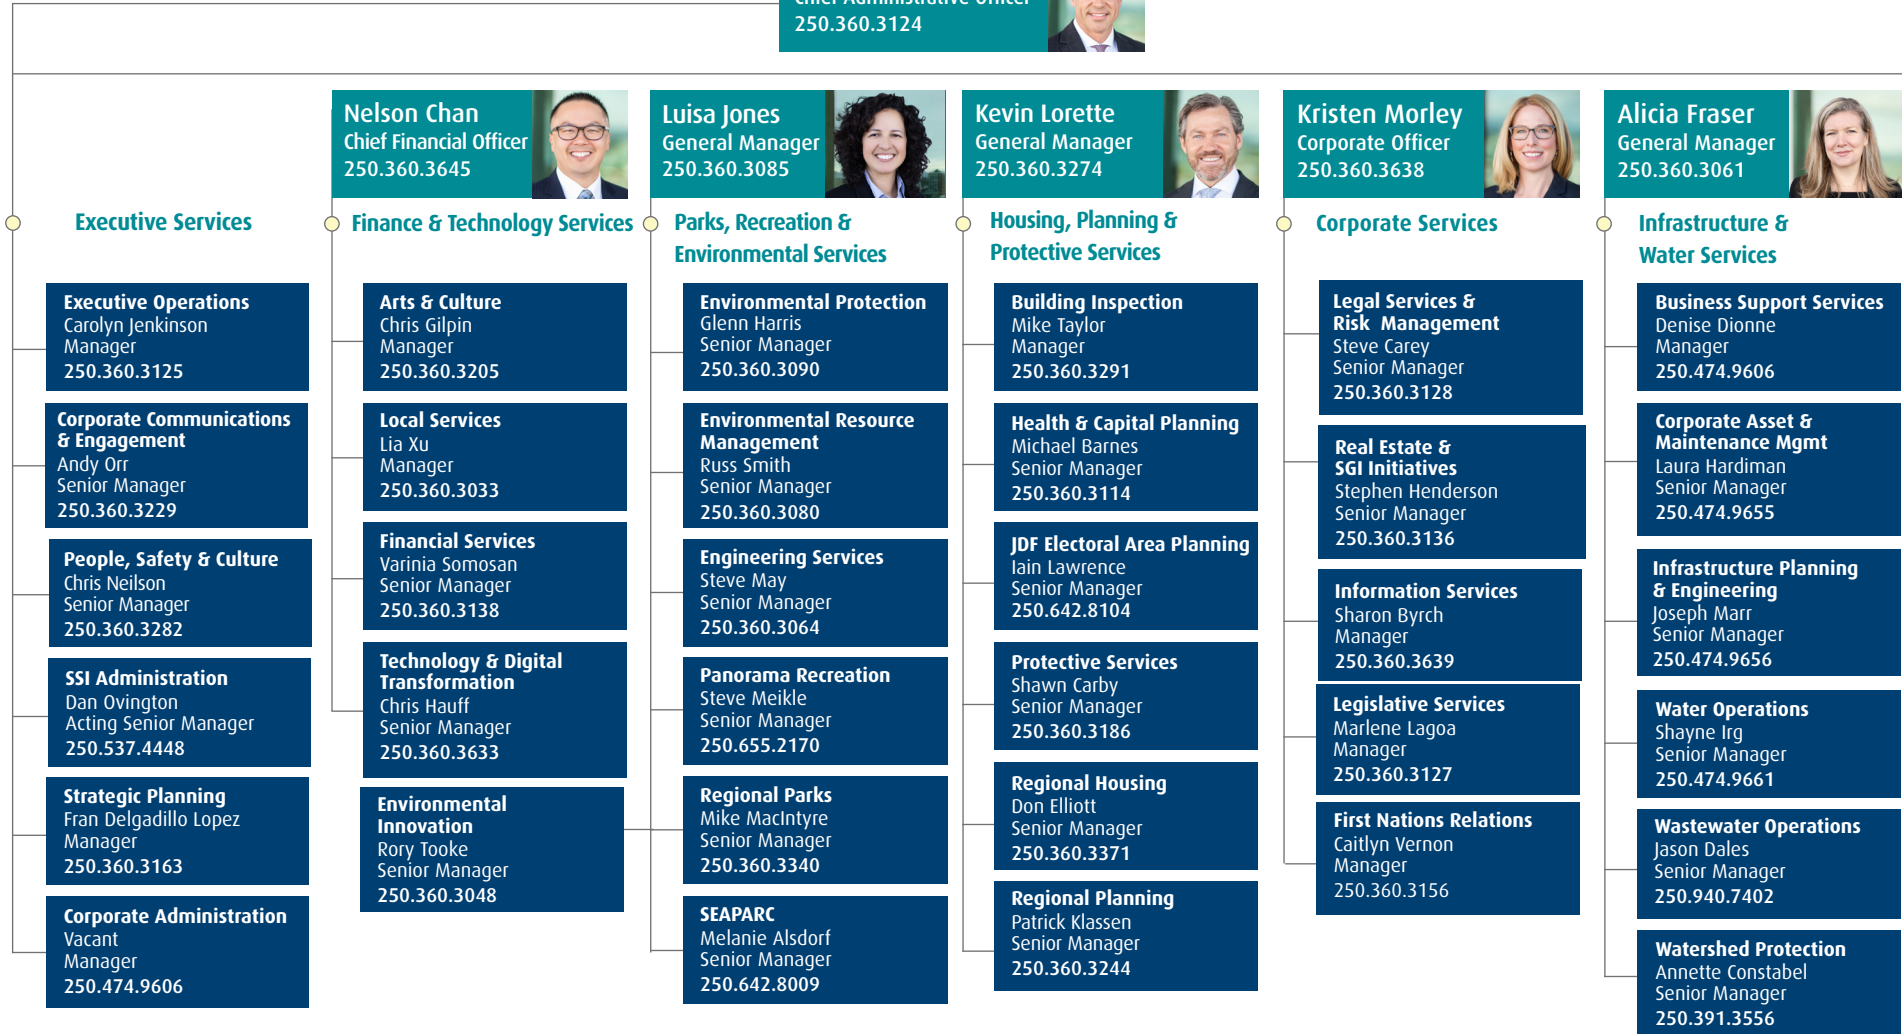 Chief Administrative Officer
250.360.3124
Nelson Chan
Chief Financial Officer
250.360.3645
Luisa Jones
General Manager
250.360.3085
Kevin Lorette
General Manager
250.360.3274
Kristen Morley
Corporate Officer
250.360.3638
Alicia Fraser
General Manager
250.360.3061
Executive Services
Executive Operations
Carolyn Jenkinson
Manager
250.360.3125
Corporate Communications
& Engagement
Andy Orr
Senior Manager
250.360.3229
People, Safety & Culture
Chris Neilson
Senior Manager
250.360.3282
SSI Administration
Dan Ovington
Acting Senior Manager
250.537.4448
Strategic Planning
Fran Delgadillo Lopez
Manager
250.360.3163
Corporate Administration
Vacant
Manager
250.474.9606
Finance & Technology Services
Arts & Culture
Chris Gilpin
Manager
250.360.3205
Local Services
Lia Xu
Manager
250.360.3033
Financial Services
Varinia Somosan
Senior Manager
250.360.3138
Technology & Digital
Transformation
Chris Hauff
Senior Manager
250.360.3633
Environmental
Innovation
Rory Tooke
Senior Manager
250.360.3048
Parks, Recreation &
Environmental Services
Environmental Protection
Glenn Harris
Senior Manager
250.360.3090
Environmental Resource
Management
Russ Smith
Senior Manager
250.360.3080
Engineering Services
Steve May
Senior Manager
250.360.3064
Panorama Recreation
Steve Meikle
Senior Manager
250.655.2170
Regional Parks
Mike MacIntyre
Senior Manager
250.360.3340
SEAPARC
Melanie Alsdorf
Senior Manager
250.642.8009
Housing, Planning &
Protective Services
Building Inspection
Mike Taylor
Manager
250.360.3291
Health & Capital Planning
Michael Barnes
Senior Manager
250.360.3114
JDF Electoral Area Planning
Iain Lawrence
Senior Manager
250.642.8104
Protective Services
Shawn Carby
Senior Manager
250.360.3186
Regional Housing
Don Elliott
Senior Manager
250.360.3371
Regional Planning
Patrick Klassen
Senior Manager
250.360.3244
Corporate Services
Legal Services &
Risk Management
Steve Carey
Senior Manager
250.360.3128
Real Estate &
SGI Initiatives
Stephen Henderson
Senior Manager
250.360.3136
Information Services
Sharon Byrch
Manager
250.360.3639
Legislative Services
Marlene Lagoa
Manager
250.360.3127
First Nations Relations
Caitlyn Vernon
Manager
250.360.3156
Infrastructure &
Water Services
Business Support Services
Denise Dionne
Manager
250.474.9606
Corporate Asset &
Maintenance Mgmt
Laura Hardiman
Senior Manager
250.474.9655
Infrastructure Planning
& Engineering
Joseph Marr
Senior Manager
250.474.9656
Water Operations
Shayne Irg
Senior Manager
250.474.9661
Wastewater Operations
Jason Dales
Senior Manager
250.940.7402
Watershed Protection
Annette Constabel
Senior Manager
250.391.3556